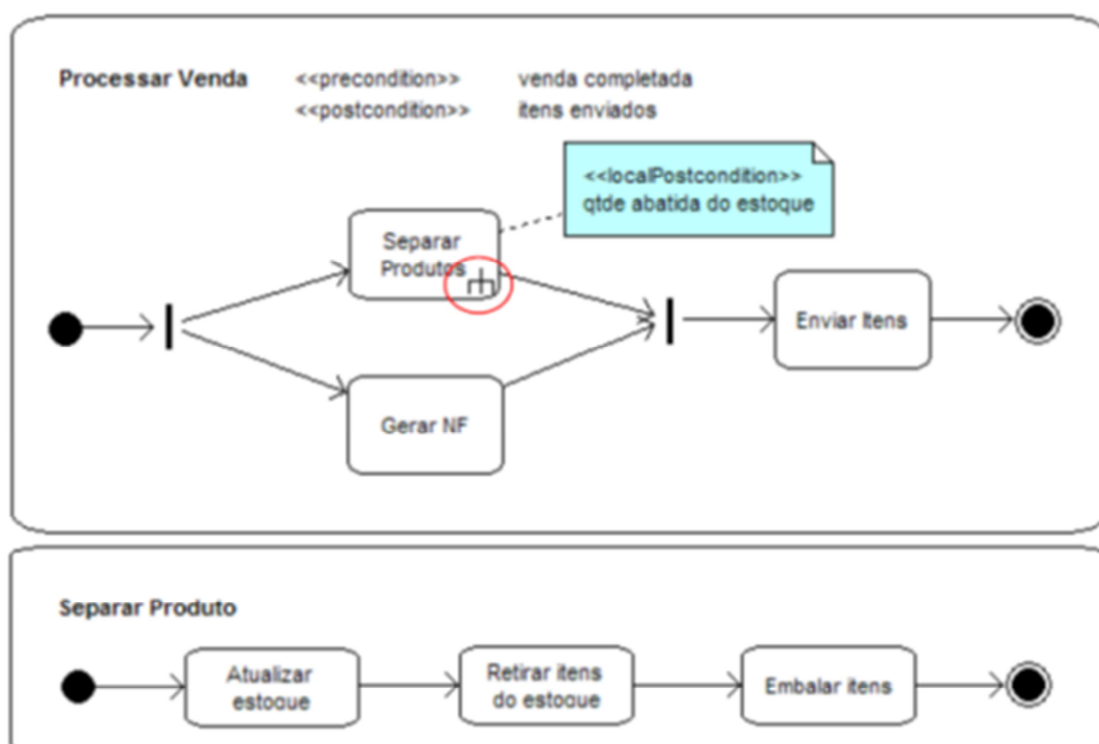 Processar Venda <<precondition>> venda completada
<<postcondition>> itens enviados
<<localPostcondition>>
qtde abatida do estoque
Separar
Produtos
Enviar Itens
Gerar NF
Separar Produto
Atualizar
estoque
Retirar itens
do estoque
Embalar itens